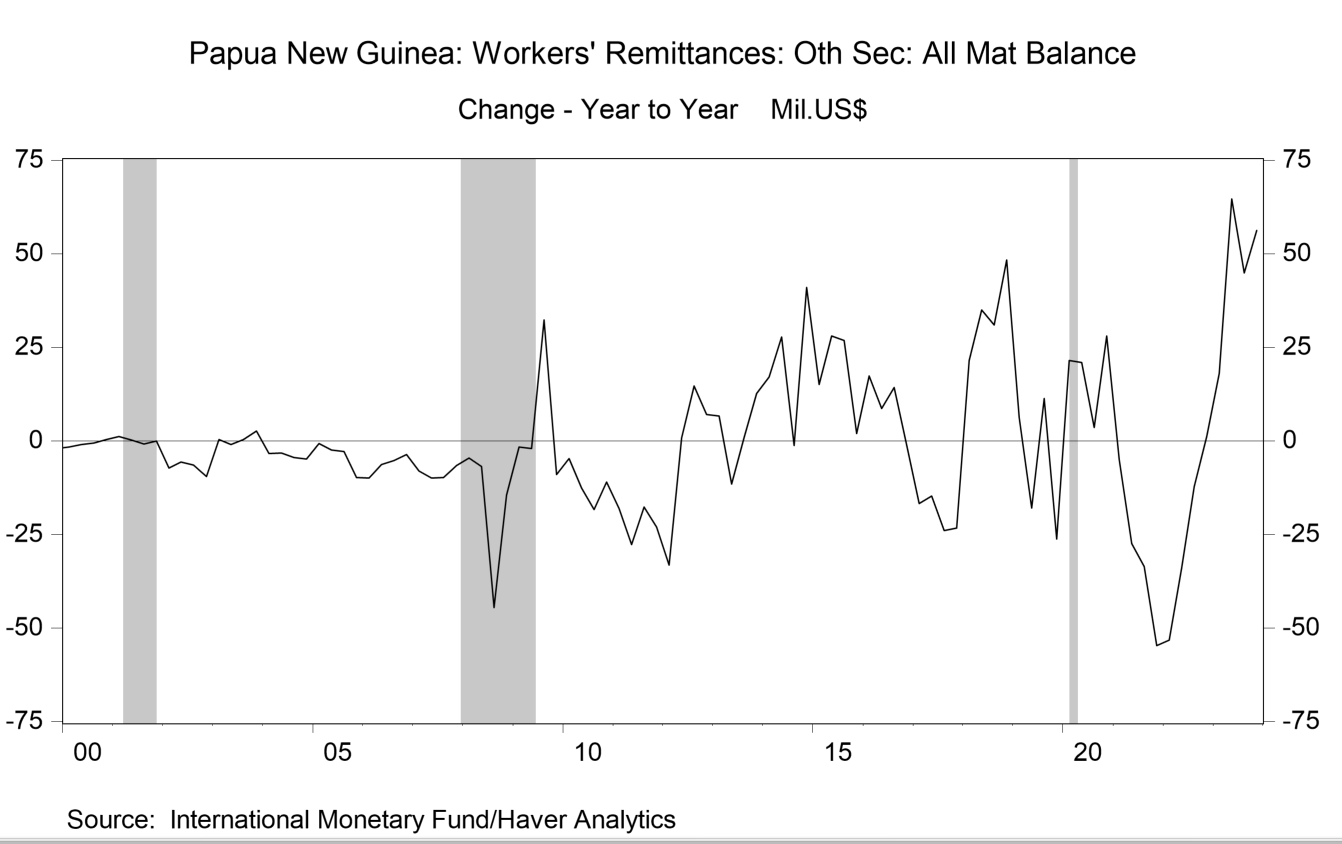 Papua New Guinea: Workers' Remittances: Oth Sec: All Mat Balance
Change - Year to Year Mil.US$
75 75
50 50
25 25
0 0
-25 -25
-50 -50
-75 -75
00 05 10 15 20
Source: International Monetary Fund/Haver Analytics